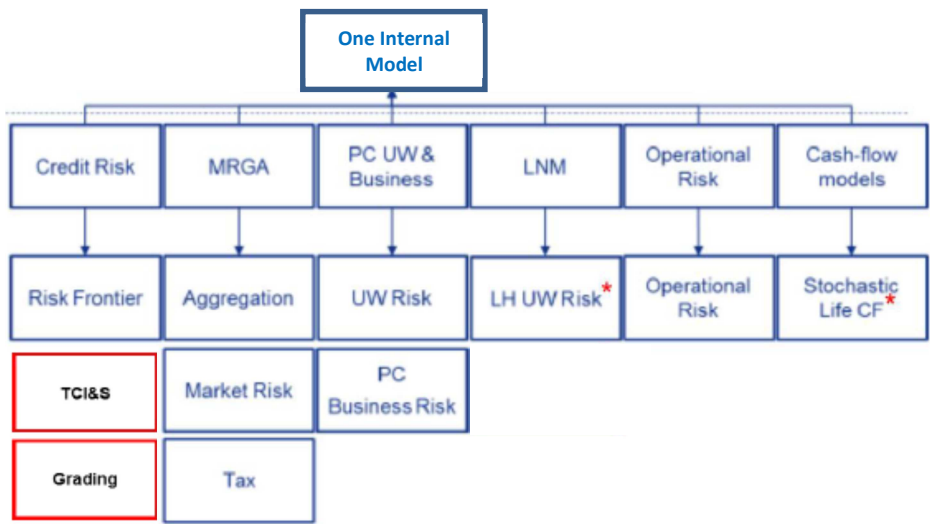 One Internal
Model
Credit Risk
MRGA
PC UW &
Business
LNM
Operational
Risk
Cash-flow
models
Risk Frontier
Aggregation
UW Risk
LH UW Risk*
Operational
Risk
Stochastic
Life CF*
TCI&S
Market Risk
PC
Business Risk
Grading
Tax